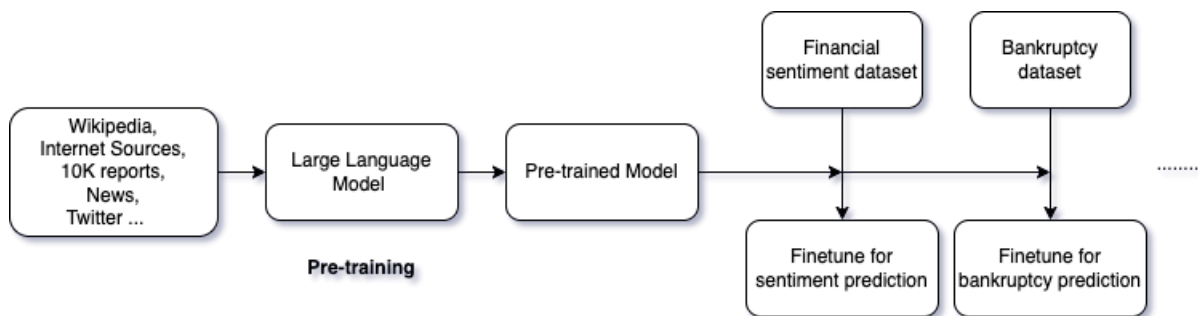 Financial
sentiment dataset
Bankruptcy
dataset
Wikipedia,
Internet Sources,
10K reports,
News,
Twitter ...
Large Language
Model
Pre-trained Model
........
Pre-training
Finetune for
sentiment prediction
Finetune for
bankruptcy prediction